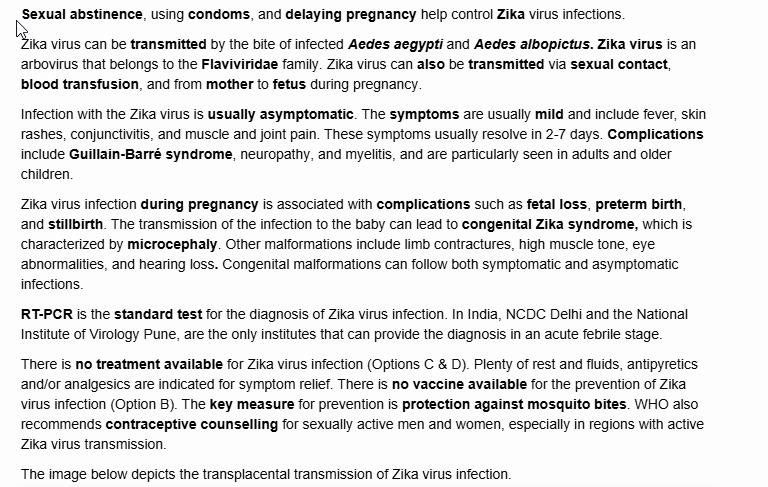 Sexual abstinence, using condoms, and delaying pregnancy help control Zika virus infections.
Zika virus can be transmitted by the bite of infected Aedes aegypti and Aedes albopictus. Zika virus is an
arbovirus that belongs to the Flaviviridae family. Zika virus can also be transmitted via sexual contact,
blood transfusion, and from mother to fetus during pregnancy.
Infection with the Zika virus is usually asymptomatic. The symptoms are usually mild and include fever, skin
rashes, conjunctivitis, and muscle and joint pain. These symptoms usually resolve in 2-7 days. Complications
include Guillain-Barré syndrome, neuropathy, and myelitis, and are particularly seen in adults and older
children.
Zika virus infection during pregnancy is associated with complications such as fetal loss, preterm birth,
and stillbirth. The transmission of the infection to the baby can lead to congenital Zika syndrome, which is
characterized by microcephaly. Other malformations include limb contractures, high muscle tone, eye
abnormalities, and hearing loss. Congenital malformations can follow both symptomatic and asymptomatic
infections.
RT-PCR is the standard test for the diagnosis of Zika virus infection. In India, NCDC Delhi and the National
Institute of Virology Pune, are the only institutes that can provide the diagnosis in an acute febrile stage.
There is no treatment available for Zika virus infection (Options C & D). Plenty of rest and fluids, antipyretics
and/or analgesics are indicated for symptom relief. There is no vaccine available for the prevention of Zika
virus infection (Option B). The key measure for prevention is protection against mosquito bites. WHO also
recommends contraceptive counselling for sexually active men and women, especially in regions with active
Zika virus transmission.
The image below depicts the transplacental transmission of Zika virus infection.